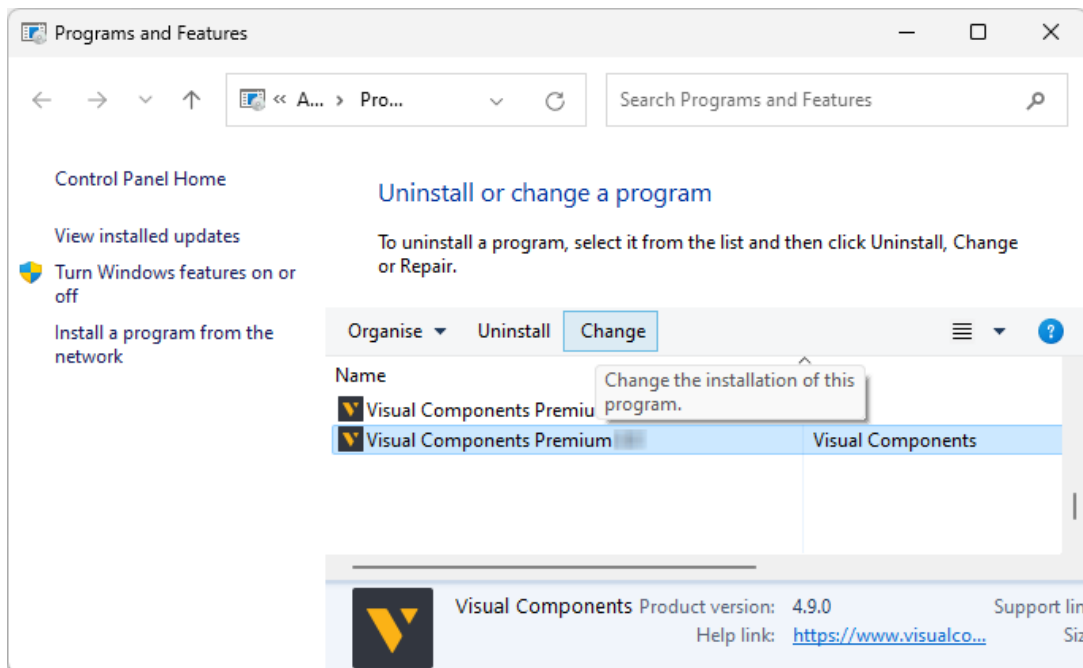 Programs and Features
« A... › Pro...
Search Programs and Features
Control Panel Home
View installed updates
Turn Windows features on or
off
Install a program from the
network
Uninstall or change a program
To uninstall a program, select it from the list and then click Uninstall, Change
or Repair.
Organise Uninstall Change
?
Name
Change the installation of this
program.
Visual Components Premiu
Visual Components Premium Visual Components
Visual Components Product version: 4.9.0 Support lin
Help link: https://www.visualco... Siz